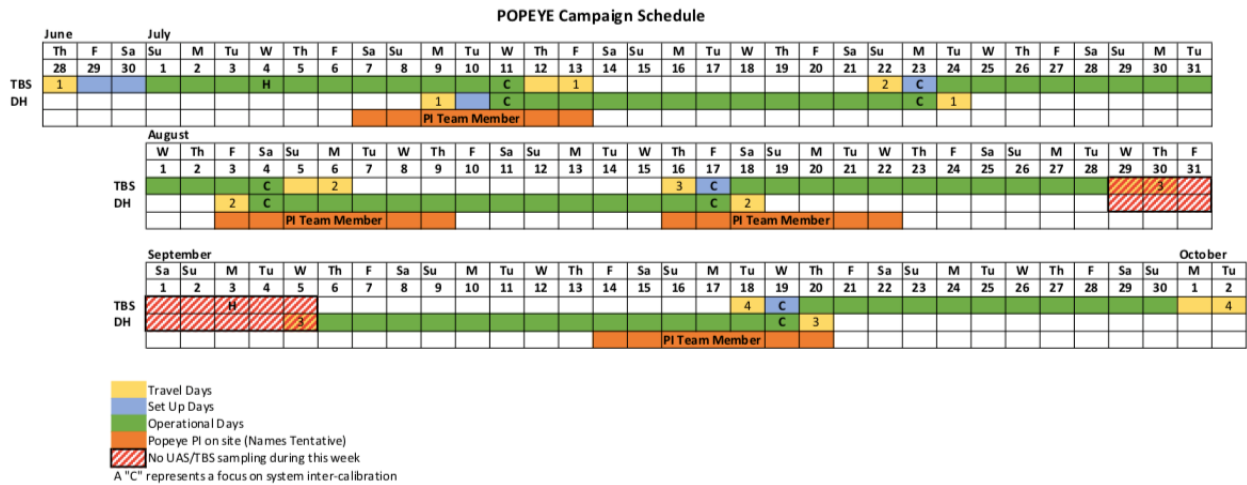 POPEYE Campaign Schedule
June July
Th F Sa Su M Tu W Th F Sa Su M Tu W Th F Sa Su M Tu W Th F Sa Su M Tu W Th F Sa Su M Tu
28 29 30 1 2 3 4 5 6 7 8 9 10 11 12 13 14 15 16 17 18 19 20 21 22 23 24 25 26 27 28 29 30 31
TBS 1 H C 1 2 C
DH 1 C C 1
PI Team Member
August
W Th F Sa Su M Tu W Th F Sa Su M Tu W Th F Sa Su M Tu W Th F Sa Su M Tu W Th F
1 2 3 4 5 6 7 8 9 10 11 12 13 14 15 16 17 18 19 20 21 22 23 24 25 26 27 28 29 30 31
TBS C 2 3 C 3
DH 2 C C 2
PI Team Member PI Team Member
September October
Sa Su M Tu W Th F Sa Su M Tu W Th F Sa Su M Tu W Th F Sa Su M Tu W Th F Sa Su M Tu
1 2 3 4 5 6 7 8 9 10 11 12 13 14 15 16 17 18 19 20 21 22 23 24 25 26 27 28 29 30 1 2
TBS H 4 C 4
DH 3 C 3
PI Team Member
Travel Days
Set Up Days
Operational Days
Popeye PI on site (Names Tentative)
No UAS/TBS sampling during this week
A "C" represents a focus on system inter-calibration